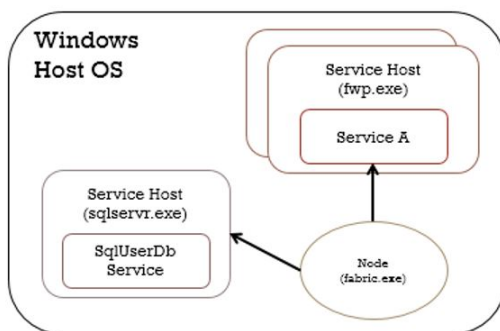 Windows
Host OS
Service Host
(fwp.exe)
Service A
Service Host
(sqlservr.exe)
SqlUserDb
Service
Node
(fabric.exe)